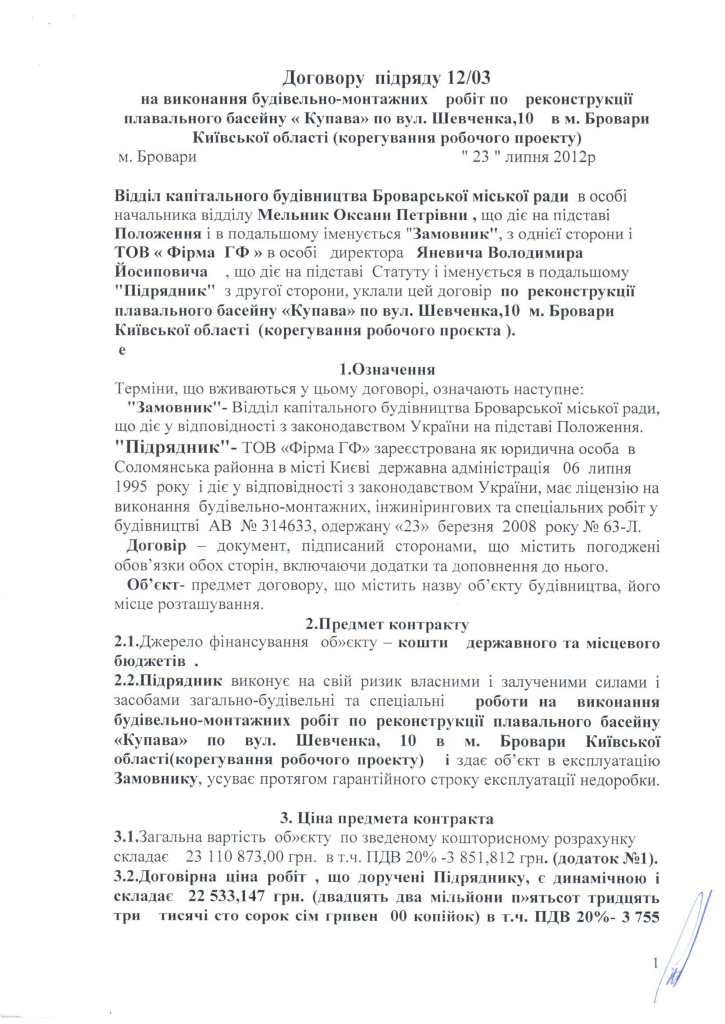 Договору підряду 12/03
на виконання будівельно-монтажних робіт по реконструкції
плавального басейну « Купава» по вул. Шевченка,10 в м. Бровари
Київської області (корегування робочого проекту)
м. Бровари " 23 " липня 2012р
Відділ капітального будівництва Броварської міської ради в особі
начальника відділу Мельник Оксани Петрівни , що діє на підставі
Положення і в подальшому іменується "Замовник", з однієї сторони і
ТОВ « Фірма ГФ » в особі директора Яневича Володимира
Йосиповича , що діє на підставі Статуту і іменується в подальшому
"Підрядник" з другої сторони, уклали цей договір по реконструкції
плавального басейну «Купава» по вул. Шевченка,10 м. Бровари
Київської області (корегування робочого проєкта ).
е
1.Означення
Терміни, що вживаються у цьому договорі, означають наступне:
"Замовник"- Відділ капітального будівництва Броварської міської ради,
що діє у відповідності з законодавством України на підставі Положення.
"Підрядник"- ТОВ «Фірма ГФ» зареєстрована як юридична особа в
Соломянська районна в місті Києві державна адміністрація 06 липня
1995 року і діє у відповідності з законодавством України, має ліцензію на
виконання будівельно-монтажних, інжинірингових та спеціальних робіт у
будівництві АВ № 314633, одержану «23» березня 2008 року № 63-Л.
Договір – документ, підписаний сторонами, що містить погоджені
обов’язки обох сторін, включаючи додатки та доповнення до нього.
Об’єкт- предмет договору, що містить назву об’єкту будівництва, його
місце розташування.
2.Предмет контракту
2.1.Джерело фінансування об»єкту – кошти державного та місцевого
бюджетів .
2.2.Підрядник виконує на свій ризик власними і залученими силами і
засобами загально-будівельні та спеціальні роботи на виконання
будівельно-монтажних робіт по реконструкції плавального басейну
«Купава» по вул. Шевченка, 10 в м. Бровари Київської
області(корегування робочого проекту) і здає об’єкт в експлуатацію
Замовнику, усуває протягом гарантійного строку експлуатації недоробки.
3. Ціна предмета контракта
3.1.Загальна вартість об»єкту по зведеному кошторисному розрахунку
складає 23 110 873,00 грн. в т.ч. ПДВ 20% -3 851,812 грн. (додаток №1).
3.2.Договірна ціна робіт , що доручені Підряднику, є динамічною і
складає 22 533,147 грн. (двадцять два мільйони п»ятьсот тридцять
три тисячі сто сорок сім гривен 00 копійок) в т.ч. ПДВ 20%- 3 755
1